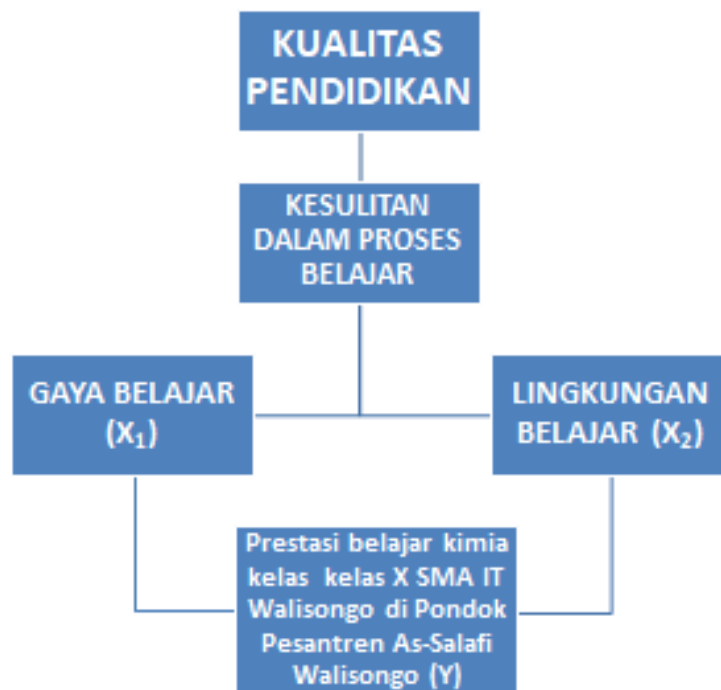 KUALITAS
PENDIDIKAN
KESULITAN
DALAM PROSES
BELAJAR
GAYA BELAJAR
(X₁)
LINGKUNGAN
BELAJAR (X₂)
Prestasi belajar kimia
kelas kelas X SMA IT
Walisongo di Pondok
Pesantren As-Salafi
Walisongo (Y)